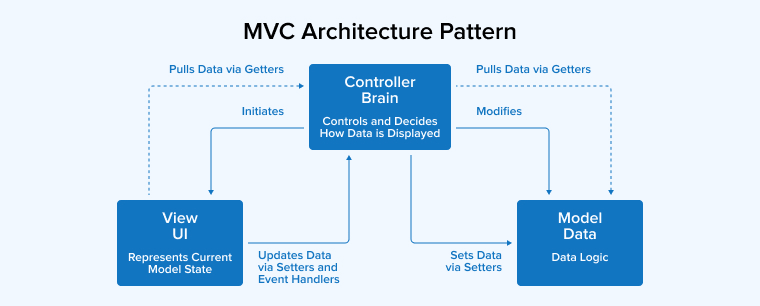 MVC Architecture Pattern
Pulls Data via Getters
Pulls Data via Getters
Controller
Brain
Controls and Decides
How Data is Displayed
Initiates
Modifies
View
UI
Represents Current
Model State
Updates Data
via Setters and
Event Handlers
Sets Data
via Setters
Model
Data
Data Logic